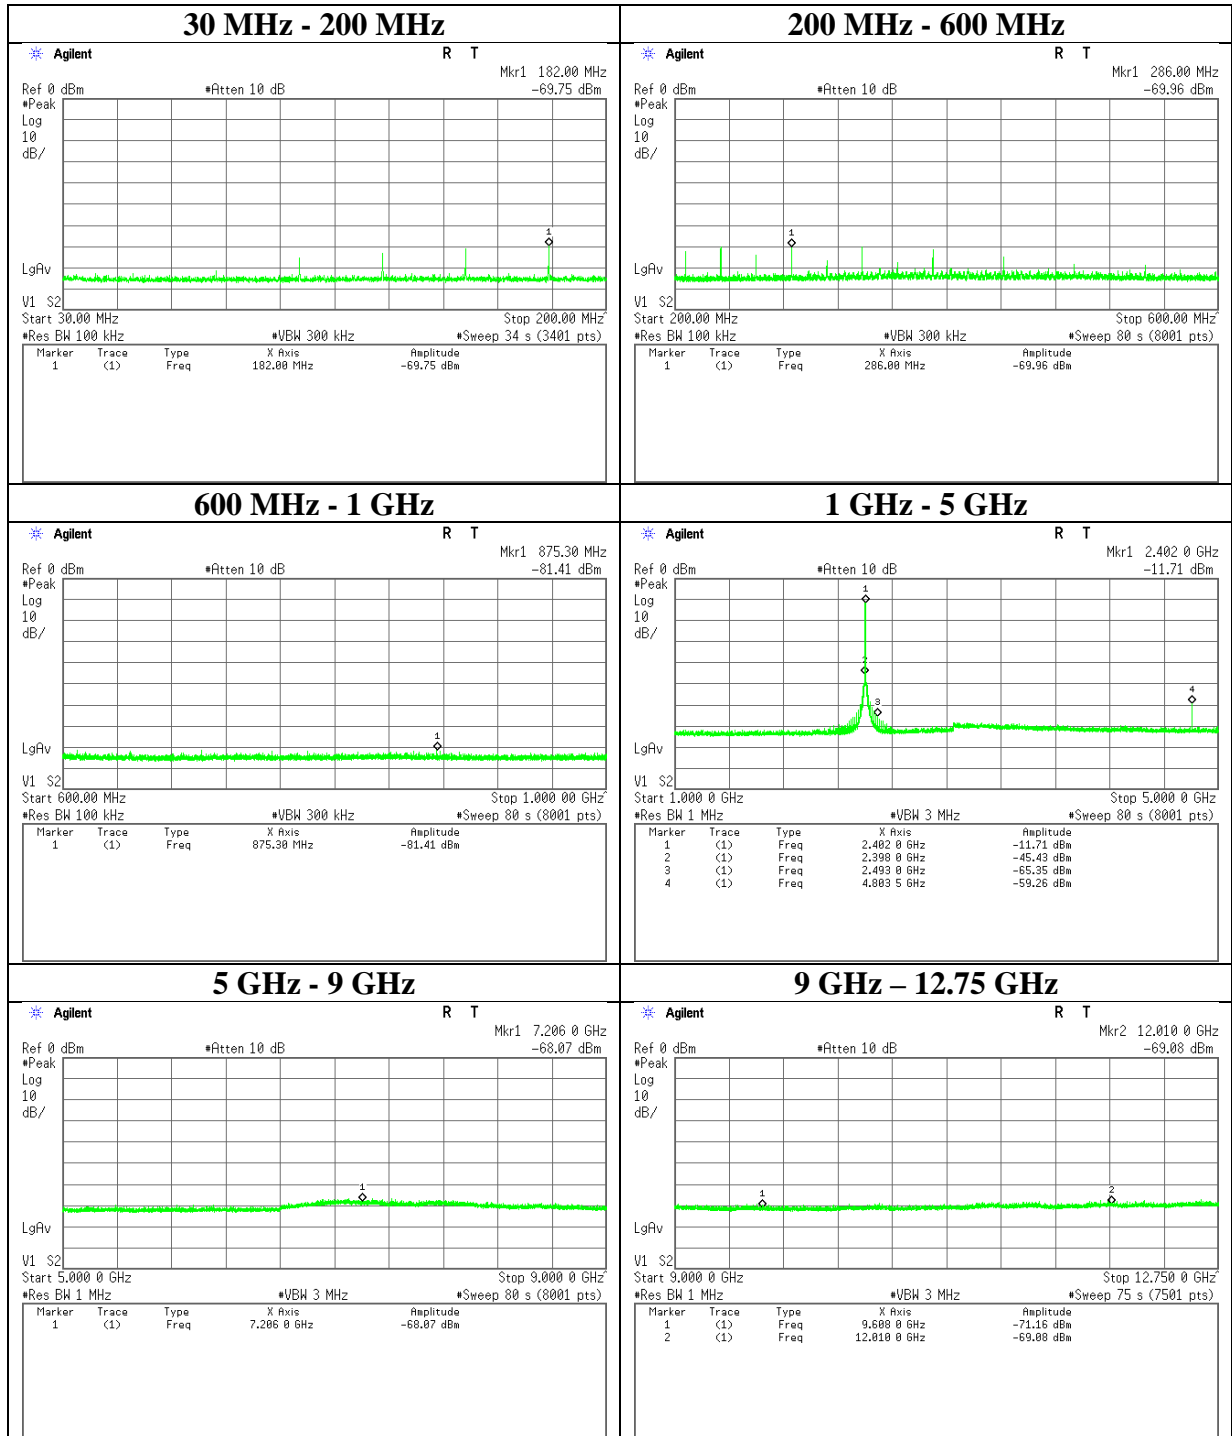 30 MHz - 200 MHz
Agilent R T
Mkr1 182.00 MHz
Ref 0 dBm #Atten 10 dB -69.75 dBm
#Peak
Log
10
dB/
1
LgAv
V1 S2
Start 30.00 MHz Stop 200.00 MHz^
#Res BW 100 kHz #VBW 300 kHz #Sweep 34 s (3401 pts)
Marker Trace Type X Axis Amplitude
1 (1) Freq 182.00 MHz -69.75 dBm
200 MHz - 600 MHz
Agilent R T
Mkr1 286.00 MHz
Ref 0 dBm #Atten 10 dB -69.96 dBm
#Peak
Log
10
dB/
1
LgAv
V1 S2
Start 200.00 MHz Stop 600.00 MHz^
#Res BW 100 kHz #VBW 300 kHz #Sweep 80 s (8001 pts)
Marker Trace Type X Axis Amplitude
1 (1) Freq 286.00 MHz -69.96 dBm
600 MHz - 1 GHz
Agilent R T
Mkr1 875.30 MHz
Ref 0 dBm #Atten 10 dB -81.41 dBm
#Peak
Log
10
dB/
1
LgAv
V1 S2
Start 600.00 MHz Stop 1.000 00 GHz^
#Res BW 100 kHz #VBW 300 kHz #Sweep 80 s (8001 pts)
Marker Trace Type X Axis Amplitude
1 (1) Freq 875.30 MHz -81.41 dBm
1 GHz - 5 GHz
Agilent R T
Mkr1 2.402 0 GHz
Ref 0 dBm #Atten 10 dB -11.71 dBm
#Peak
Log
10
dB/
1
2
3
4
LgAv
V1 S2
Start 1.000 0 GHz Stop 5.000 0 GHz^
#Res BW 1 MHz #VBW 3 MHz #Sweep 80 s (8001 pts)
Marker Trace Type X Axis Amplitude
1 (1) Freq 2.402 0 GHz -11.71 dBm
2 (1) Freq 2.398 0 GHz -45.43 dBm
3 (1) Freq 2.493 0 GHz -65.35 dBm
4 (1) Freq 4.803 5 GHz -59.26 dBm
5 GHz - 9 GHz
Agilent R T
Mkr1 7.206 0 GHz
Ref 0 dBm #Atten 10 dB -68.07 dBm
#Peak
Log
10
dB/
1
LgAv
V1 S2
Start 5.000 0 GHz Stop 9.000 0 GHz^
#Res BW 1 MHz #VBW 3 MHz #Sweep 80 s (8001 pts)
Marker Trace Type X Axis Amplitude
1 (1) Freq 7.206 0 GHz -68.07 dBm
9 GHz – 12.75 GHz
Agilent R T
Mkr2 12.010 0 GHz
Ref 0 dBm #Atten 10 dB -69.08 dBm
#Peak
Log
10
dB/
1
2
LgAv
V1 S2
Start 9.000 0 GHz Stop 12.750 0 GHz^
#Res BW 1 MHz #VBW 3 MHz #Sweep 75 s (7501 pts)
Marker Trace Type X Axis Amplitude
1 (1) Freq 9.608 0 GHz -71.16 dBm
2 (1) Freq 12.010 0 GHz -69.08 dBm